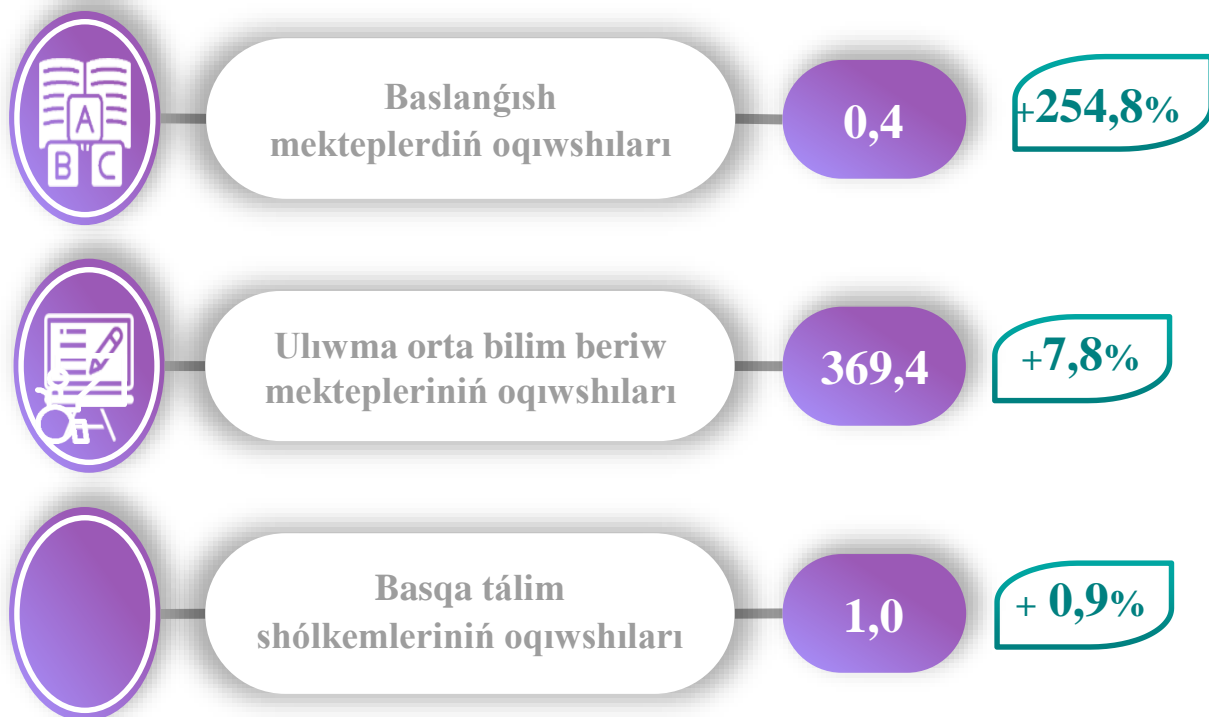 A
B C
Baslanǵısh
mekteplerdiń oqıwshıları
0,4
+254,8%
Ulıwma orta bilim beriw
mektepleriniń oqıwshıları
369,4
+7,8%
Basqa tálim
shólkemleriniń oqıwshıları
1,0
+ 0,9%